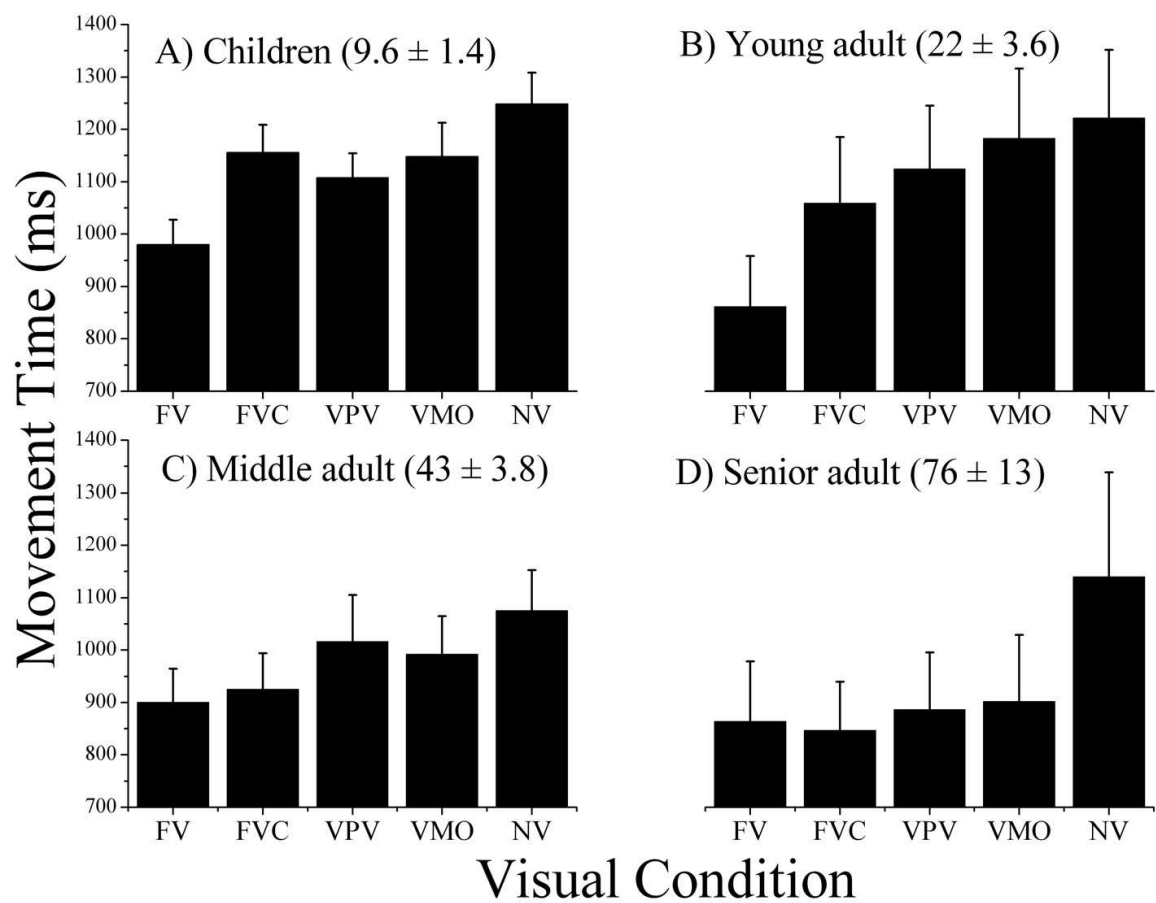 Movement Time (ms)
A) Children (9.6 ± 1.4)
1400
1300
1200
1100
1000
900
800
700
FV FVC VPV VMO NV
B) Young adult (22 ± 3.6)
FV FVC VPV VMO NV
C) Middle adult (43 ± 3.8)
1400
1300
1200
1100
1000
900
800
700
FV FVC VPV VMO NV
D) Senior adult (76 ± 13)
FV FVC VPV VMO NV
Visual Condition